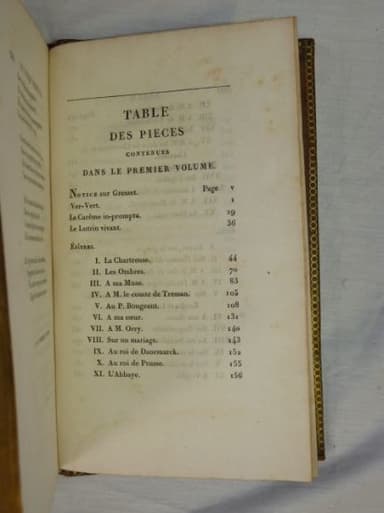 TABLE
DES PIECES
CONTENUES
DANS LE PREMIER VOLUME.
NOTICE sur Gresset. Page v
Ver-Vert. 1
Le Carême in-promptu. 29
Le Lutrin vivant. 36
ÉPÎTRES.
I. La Chartreuse. 44
II. Les Ombres. 70
III. A ma Muse. 83
IV. A M. le comte de Tressan. 105
V. Au P. Bougeant. 108
VI. A ma sœur. 131
VII. A M. Orry. 140
VIII. Sur un mariage. 143
IX. Au roi de Danemarck. 152
X. Au roi de Prusse. 155
XI. L'Abbaye. 156